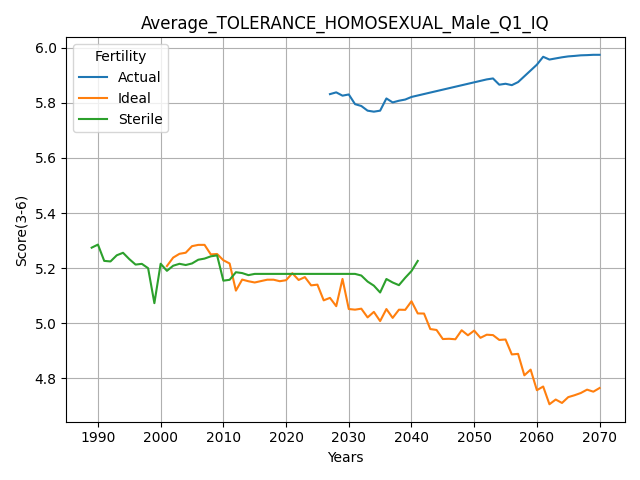 Average_TOLERANCE_HOMOSEXUAL_Male_Q1_IQ
Fertility
Actual
Ideal
Sterile
Score(3-6)
6.0
5.8
5.6
5.4
5.2
5.0
4.8
1990 2000 2010 2020 2030 2040 2050 2060 2070
Years